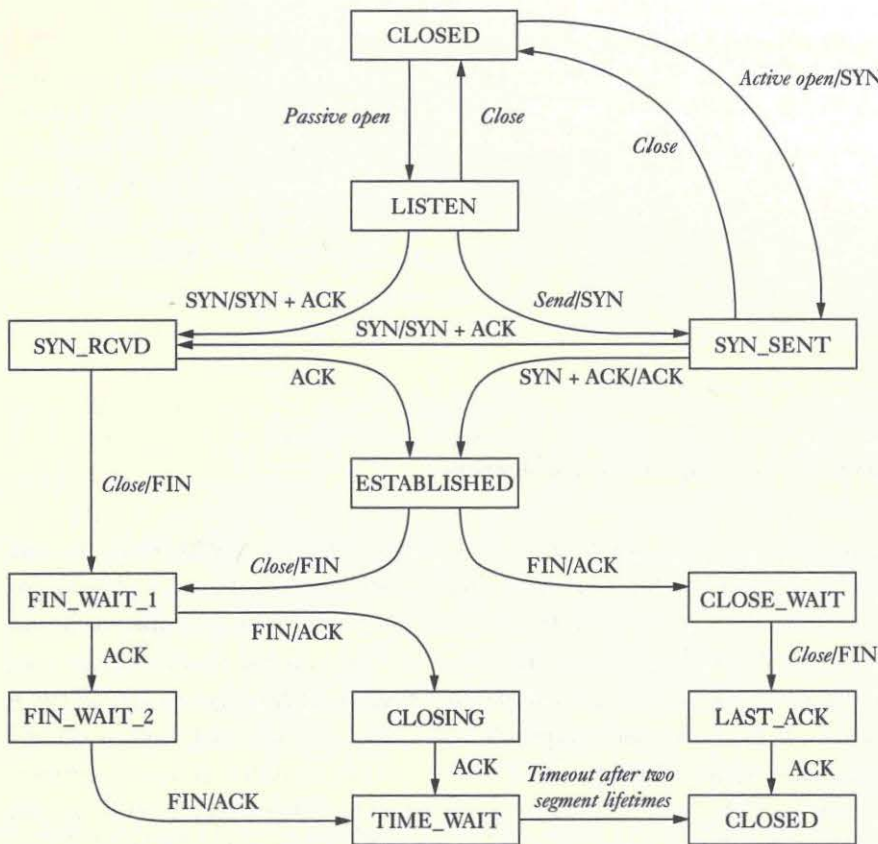 CLOSED
Active open/SYN
Passive open
Close
Close
LISTEN
SYN/SYN + ACK
Send/SYN
SYN_RCVD
SYN/SYN + ACK
SYN_SENT
ACK
SYN + ACK/ACK
ESTABLISHED
Close/FIN
Close/FIN
FIN/ACK
FIN_WAIT_1
CLOSE_WAIT
FIN/ACK
ACK
Close/FIN
FIN_WAIT_2
CLOSING
LAST_ACK
ACK
Timeout after two
segment lifetimes
ACK
FIN/ACK
TIME_WAIT
CLOSED